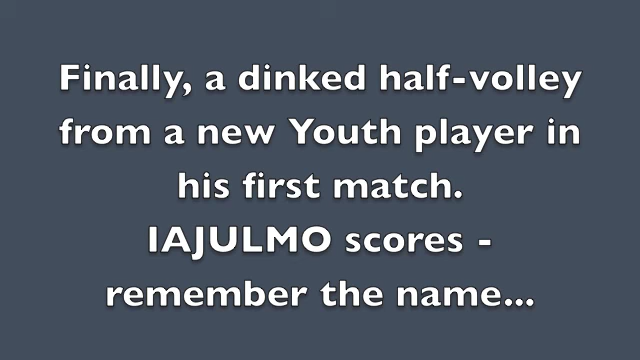 Finally, a dinked half-volley
from a new Youth player in
his first match.
IAJULMO scores -
remember the name...